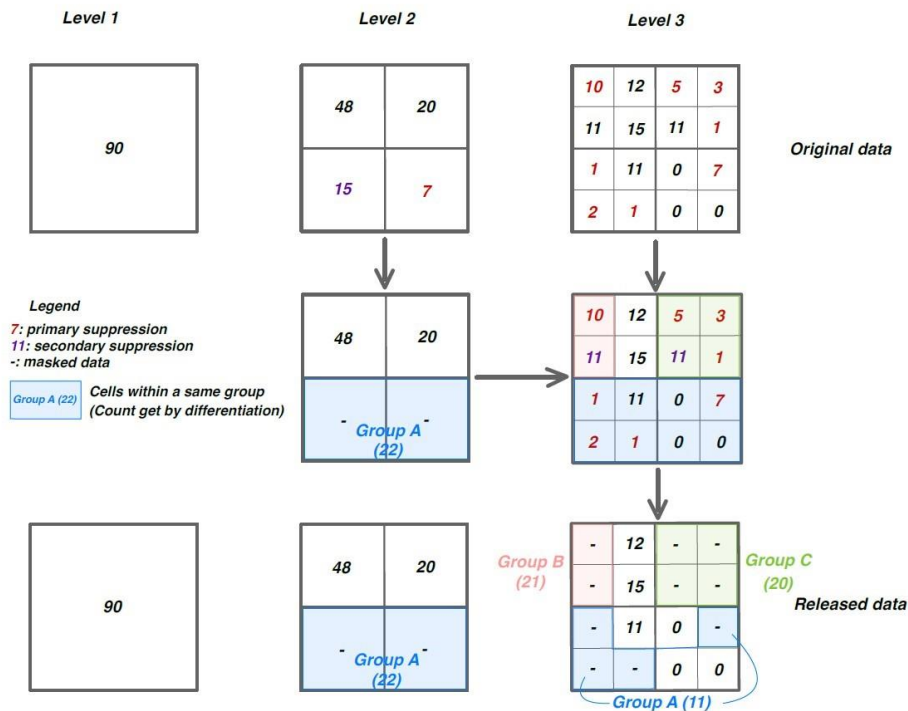 Level 1 Level 2 Level 3
10 12 5 3
48 20
11 15 11 1
90
Original data
1 11 0 7
15 7
2 1 0 0
Legend
7: primary suppression
11: secondary suppression
-: masked data
Group A (22)
Cells within a same group
(Count get by differentiation)
48 20
- -
Group A
(22)
10 12 5 3
11 15 11 1
1 11 0 7
2 1 0 0
90
48 20
- -
Group A
(22)
- 12 - -
Group B
(21)
- 15 - -
Group C
(20)
- 11 0 -
- - 0 0
Group A (11)
Released data